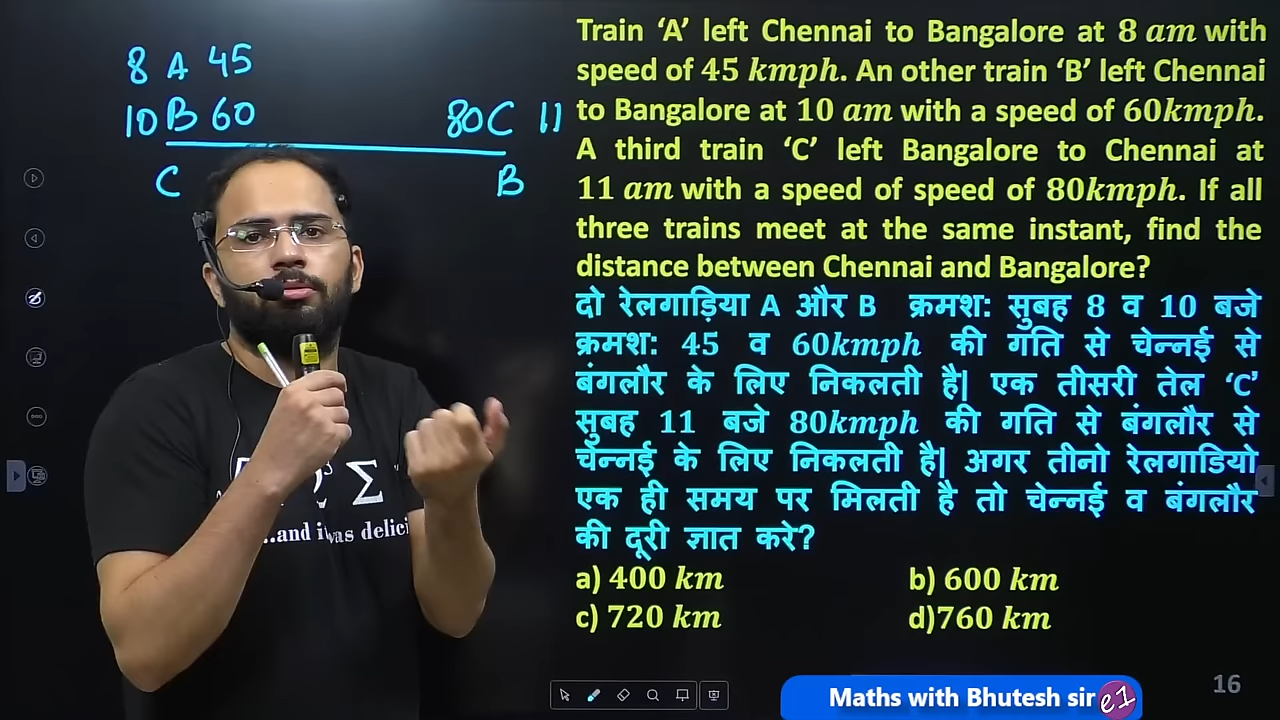 8 A 45
10 B 60 80 C 11
C B
Train ‘A’ left Chennai to Bangalore at 8 am with
speed of 45 kmph. An other train ‘B’ left Chennai
to Bangalore at 10 am with a speed of 60kmph.
A third train ‘C’ left Bangalore to Chennai at
11 am with a speed of speed of 80kmph. If all
three trains meet at the same instant, find the
distance between Chennai and Bangalore?
दो रेलगाड़िया A और B क्रमश: सुबह 8 व 10 बजे
क्रमश: 45 व 60kmph की गति से चेन्नई से
बंगलौर के लिए निकलती है| एक तीसरी तेल ‘C’
सुबह 11 बजे 80kmph की गति से बंगलौर से
चेन्नई के लिए निकलती है| अगर तीनो रेलगाडियो
एक ही समय पर मिलती है तो चेन्नई व बंगलौर
की दूरी ज्ञात करे?
a) 400 km b) 600 km
c) 720 km d)760 km
Σ
...and it was delici
16
Maths with Bhutesh sir e1